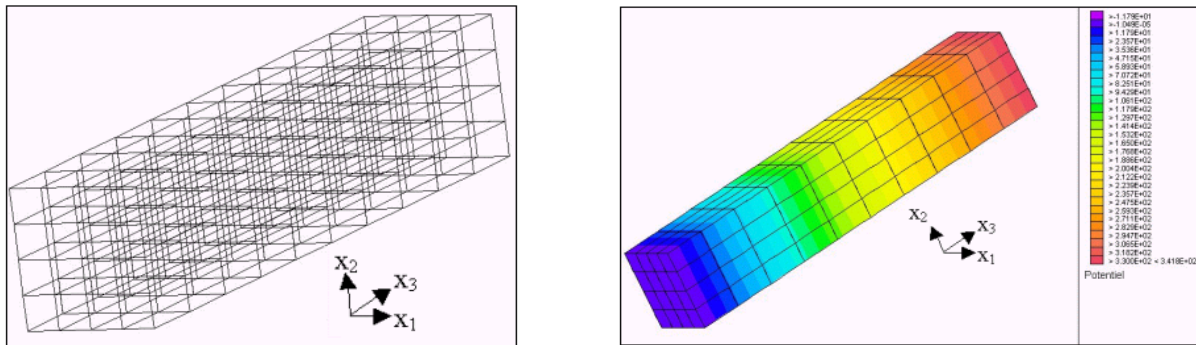 x2
x3
x1
x2
x3
x1
>-1.179E+01
>-1.049E-05
> 1.179E+01
> 2.357E+01
> 3.536E+01
> 4.715E+01
> 5.893E+01
> 7.072E+01
> 8.251E+01
> 9.429E+01
> 1.061E+02
> 1.179E+02
> 1.297E+02
> 1.414E+02
> 1.532E+02
> 1.650E+02
> 1.768E+02
> 1.886E+02
> 2.004E+02
> 2.122E+02
> 2.239E+02
> 2.357E+02
> 2.475E+02
> 2.593E+02
> 2.711E+02
> 2.829E+02
> 2.947E+02
> 3.065E+02
> 3.182E+02
> 3.300E+02 < 3.418E+02
Potentiel